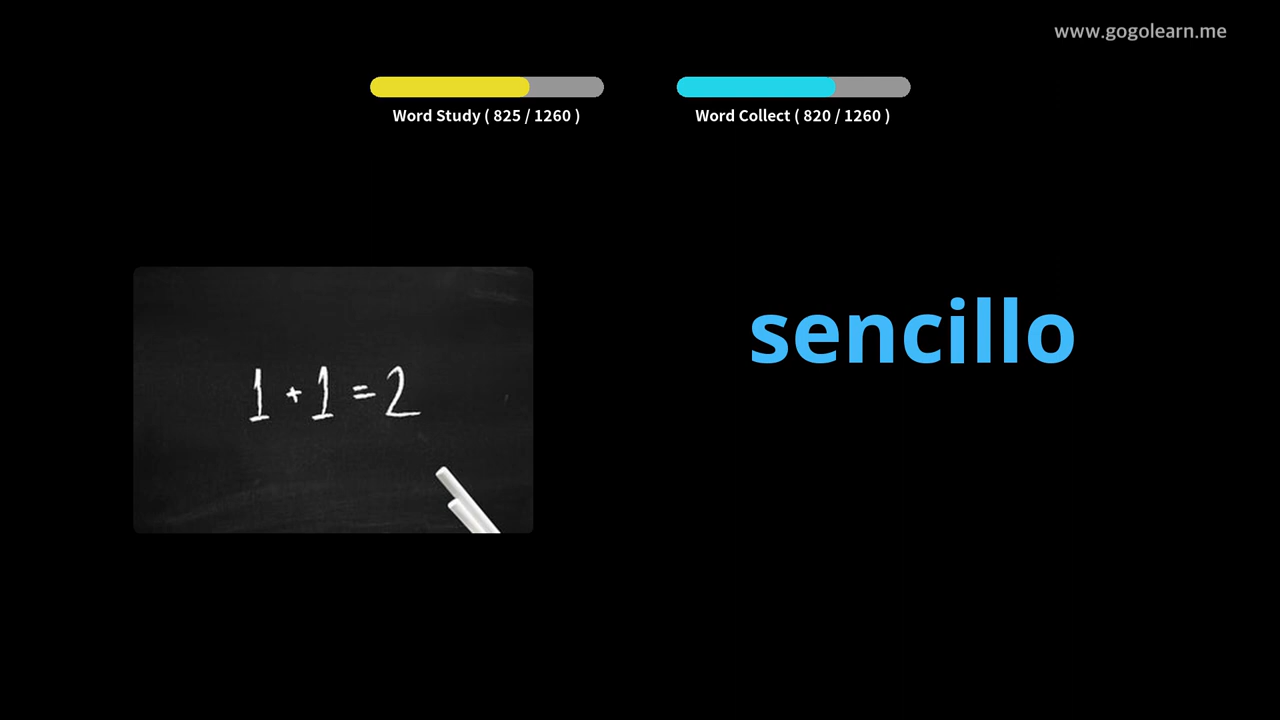 www.gogolearn.me
Word Study ( 825 / 1260 )
Word Collect ( 820 / 1260 )
sencillo
1 + 1 = 2